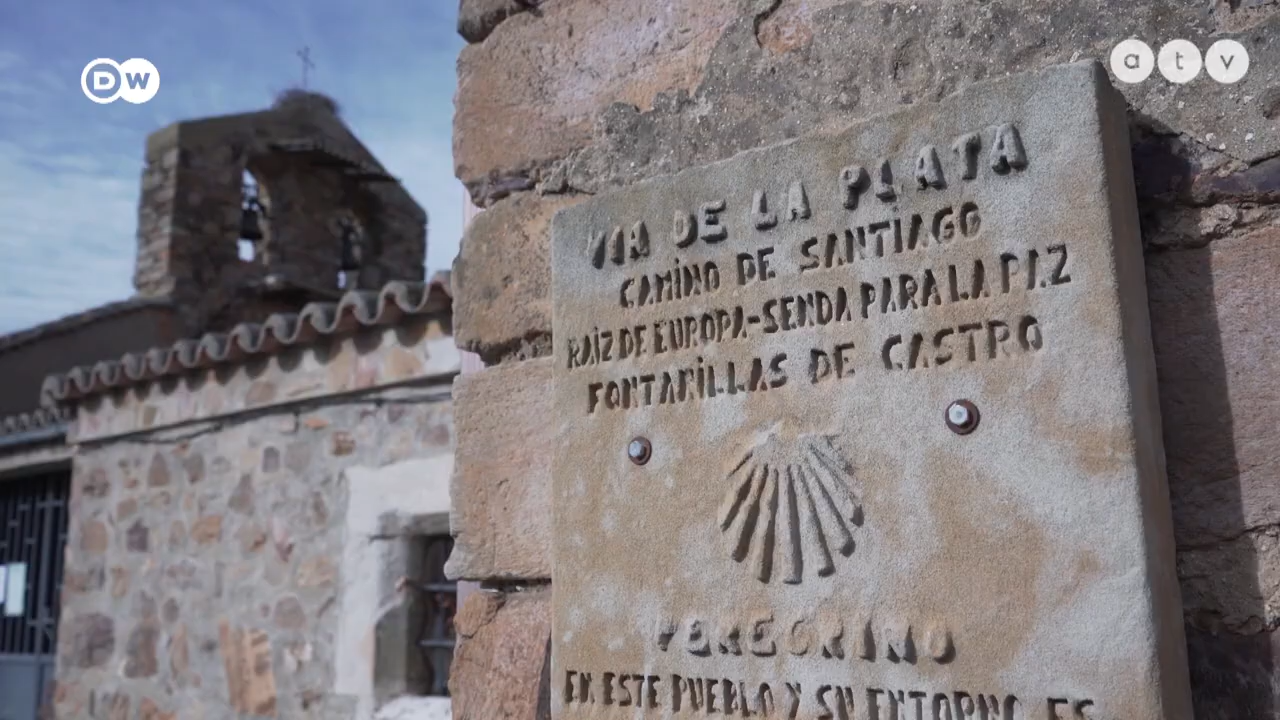 DW
atv
VIA DE LA PLATA
CAMINO DE SANTIAGO
RAIZ DE EUROPA-SENDA PARA LA PAZ
FONTANILLAS DE CASTRO
PEREGRINO
EN ESTE PUEBLO Y SU ENTORNO ES